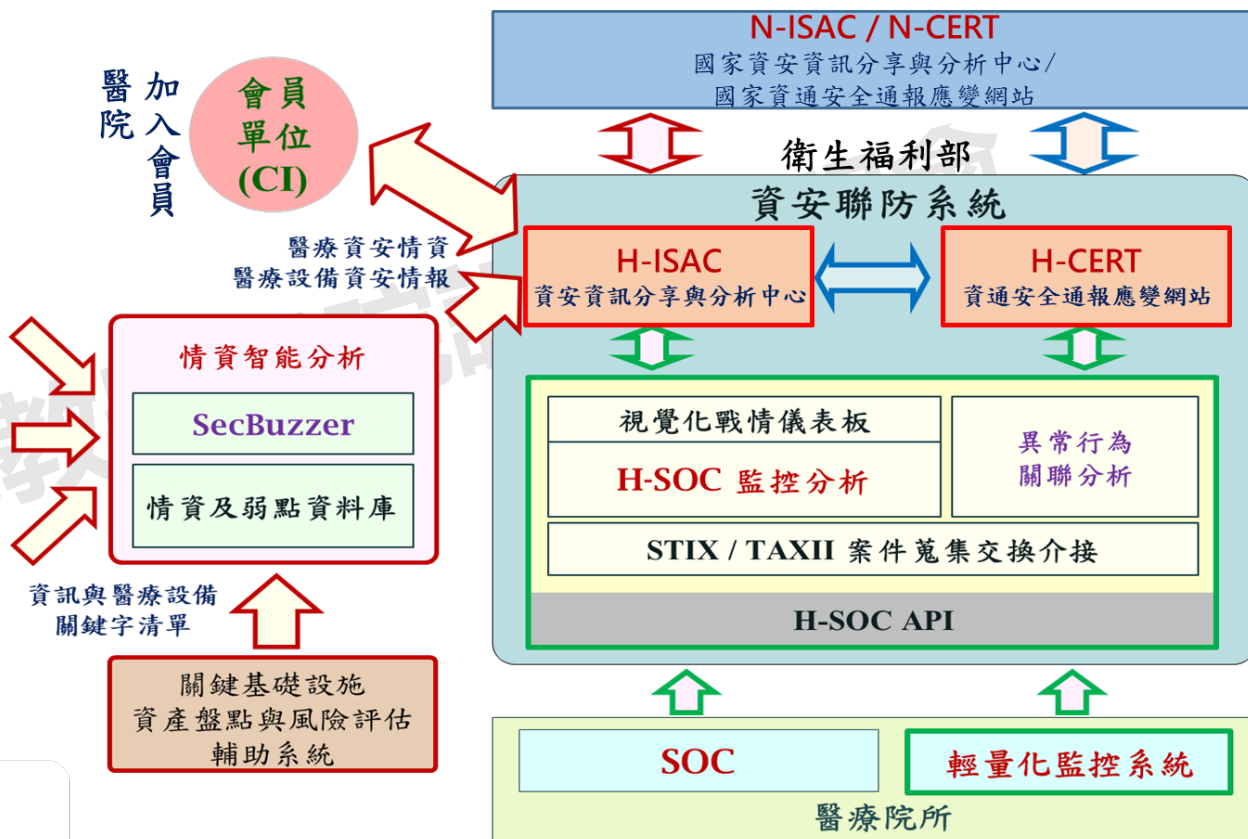 N-ISAC / N-CERT
國家資安資訊分享與分析中心/
國家資通安全通報應變網站
加入會員
醫院
會員
單位
(CI)
衛生福利部
資安聯防系統
醫療資安情資
醫療設備資安情報
H-ISAC
資安資訊分享與分析中心
H-CERT
資通安全通報應變網站
情資智能分析
SecBuzzer
情資及弱點資料庫
視覺化戰情儀表板
H-SOC 監控分析
異常行為
關聯分析
STIX / TAXII 案件蒐集交換介接
H-SOC API
資訊與醫療設備
關鍵字清單
關鍵基礎設施
資產盤點與風險評估
輔助系統
SOC
輕量化監控系統
醫療院所